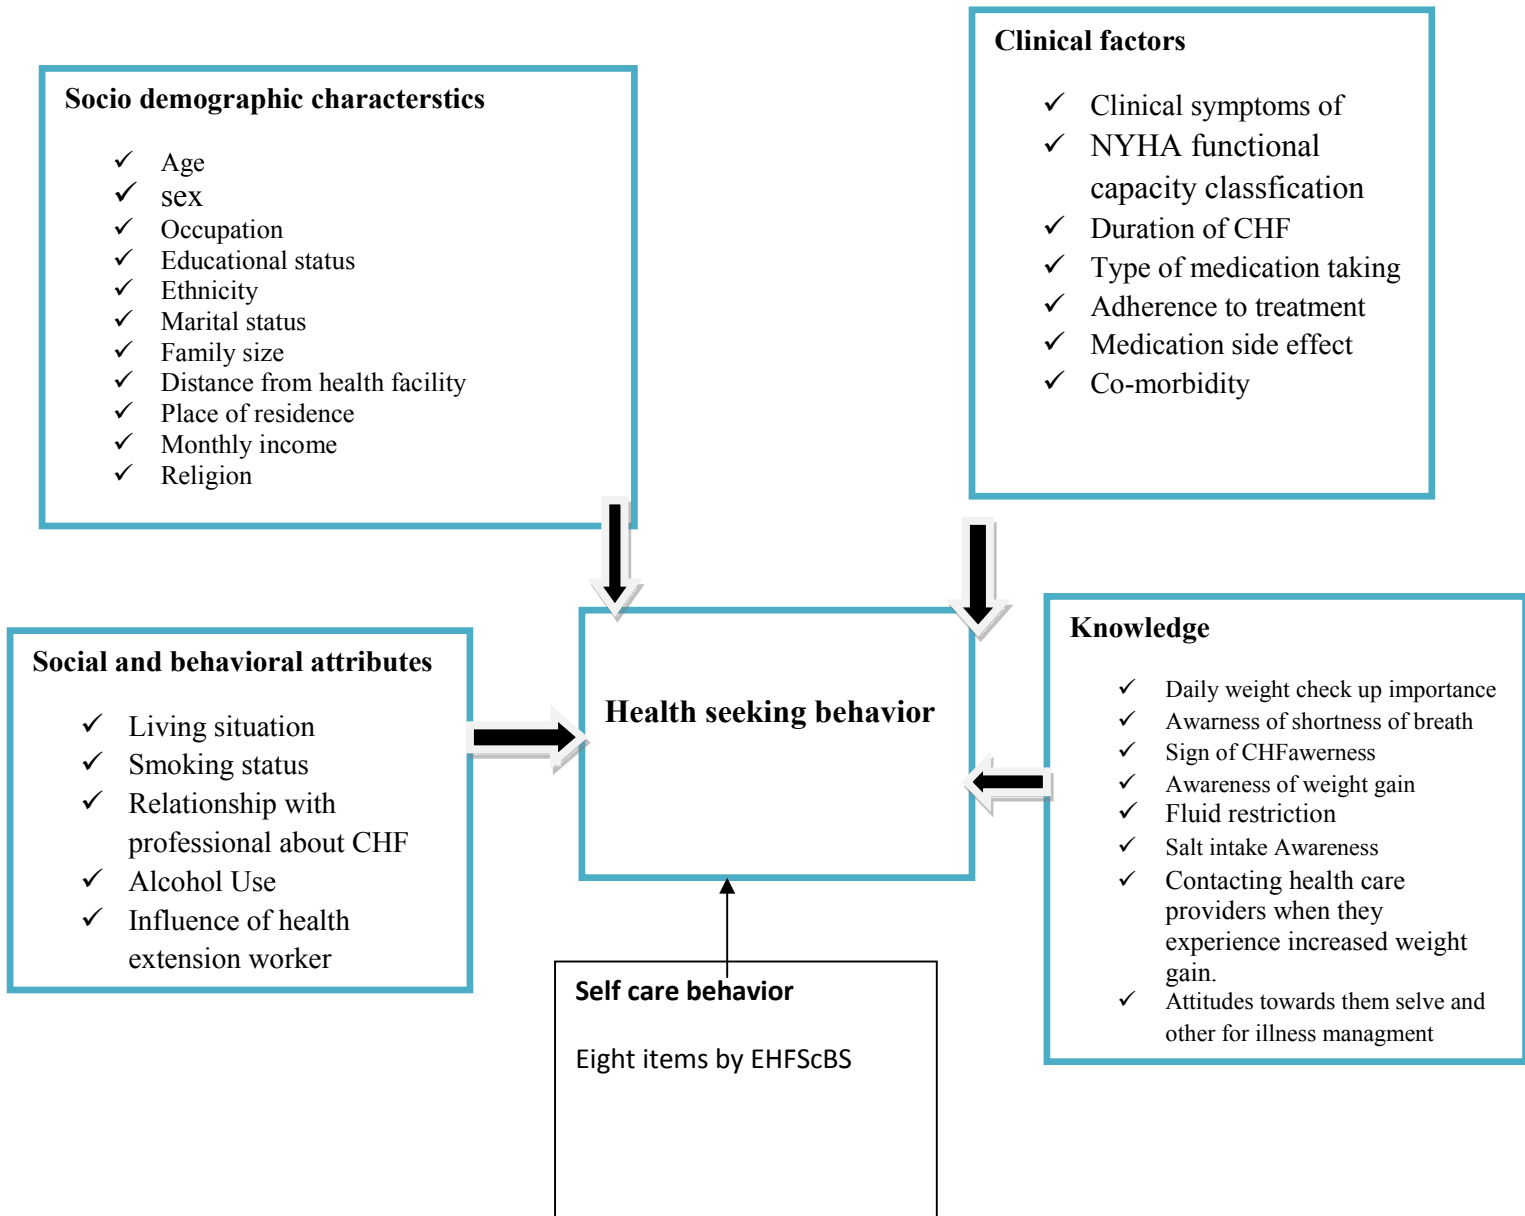 Socio demographic characterstics
✓ Age
✓ sex
✓ Occupation
✓ Educational status
✓ Ethnicity
✓ Marital status
✓ Family size
✓ Distance from health facility
✓ Place of residence
✓ Monthly income
✓ Religion
Clinical factors
✓ Clinical symptoms of
✓ NYHA functional
capacity classfication
✓ Duration of CHF
✓ Type of medication taking
✓ Adherence to treatment
✓ Medication side effect
✓ Co-morbidity
Social and behavioral attributes
✓ Living situation
✓ Smoking status
✓ Relationship with
professional about CHF
✓ Alcohol Use
✓ Influence of health
extension worker
Health seeking behavior
Knowledge
✓ Daily weight check up importance
✓ Awarness of shortness of breath
✓ Sign of CHFawerness
✓ Awareness of weight gain
✓ Fluid restriction
✓ Salt intake Awareness
✓ Contacting health care
providers when they
experience increased weight
gain.
✓ Attitudes towards them selve and
other for illness managment
Self care behavior
Eight items by EHFScBS